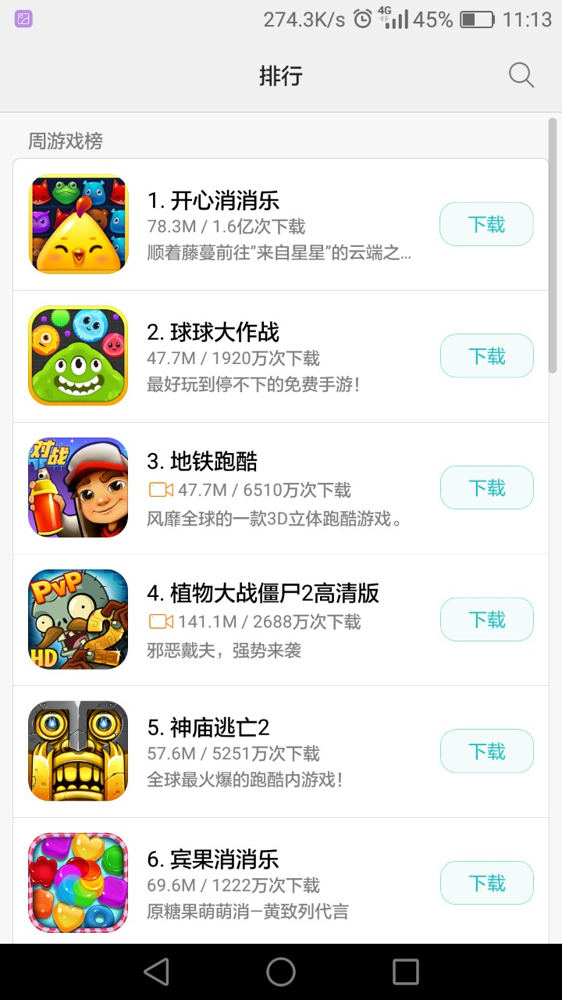 274.3K/s 4G 45% 11:13
排行
周游戏榜
1. 开心消消乐
78.3M / 1.6亿次下载
顺着藤蔓前往"来自星星"的云端之...
下载
2. 球球大作战
47.7M / 1920万次下载
最好玩到停不下的免费手游！
下载
对战
3. 地铁跑酷
47.7M / 6510万次下载
风靡全球的一款3D立体跑酷游戏。
下载
PvP
HD
4. 植物大战僵尸2高清版
141.1M / 2688万次下载
邪恶戴夫，强势来袭
下载
5. 神庙逃亡2
57.6M / 5251万次下载
全球最火爆的跑酷内游戏！
下载
6. 宾果消消乐
69.6M / 1222万次下载
原糖果萌萌消—黄致列代言
下载